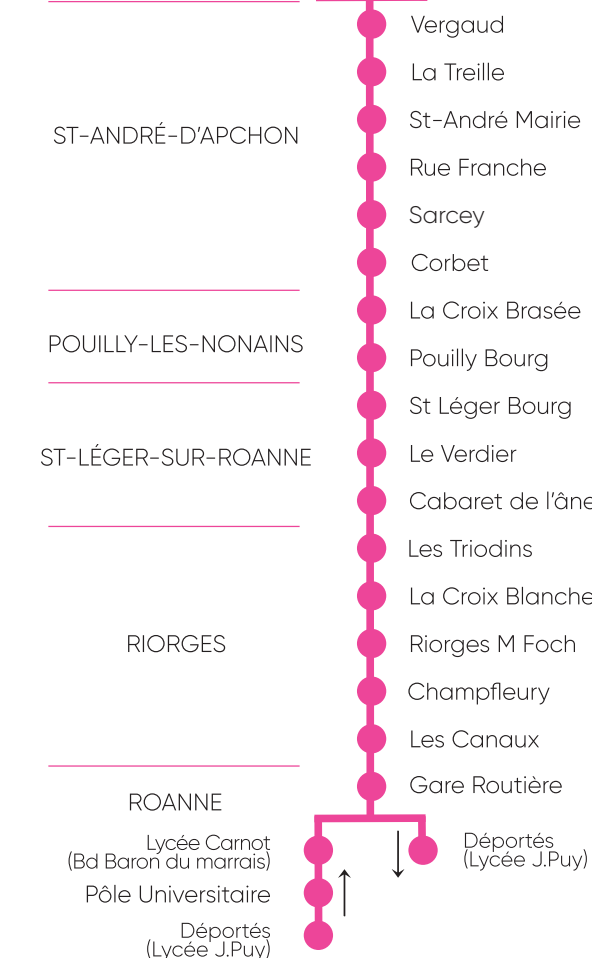 Vergaud
La Treille
St-André Mairie
ST-ANDRÉ-D'APCHON
Rue Franche
Sarcey
Corbet
La Croix Brasée
POUILLY-LES-NONAINS
Pouilly Bourg
St Léger Bourg
Le Verdier
ST-LÉGER-SUR-ROANNE
Cabaret de l'âne
Les Triodins
La Croix Blanche
RIORGES
Riorges M Foch
Champfleury
Les Canaux
Gare Routière
ROANNE
Lycée Carnot
(Bd Baron du marrais)
Déportés
(Lycée J.Puy)
Pôle Universitaire
Déportés
(Lycée J.Puy)